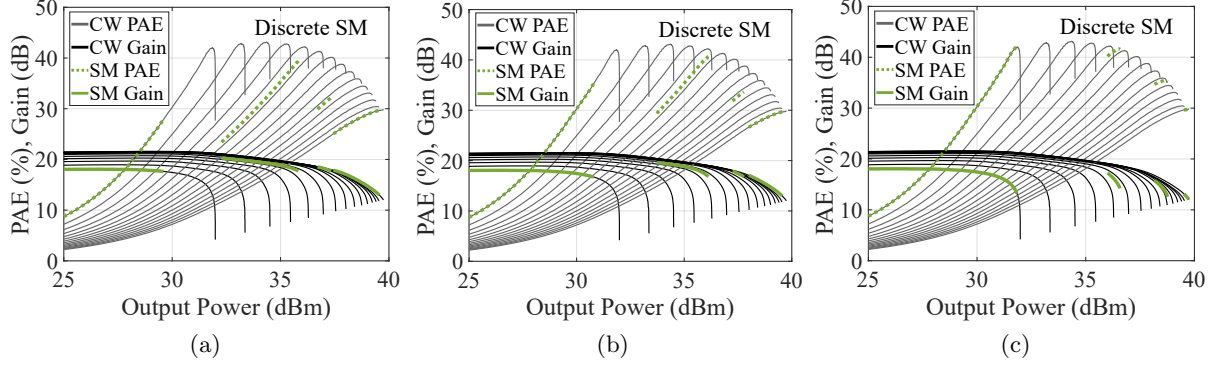 50
40
30
20
10
0
PAE (%), Gain (dB)
CW PAE
CW Gain
SM PAE
SM Gain
Discrete SM
25 30 35 40
Output Power (dBm)
(a)
50
40
30
20
10
0
PAE (%), Gain (dB)
CW PAE
CW Gain
SM PAE
SM Gain
Discrete SM
25 30 35 40
Output Power (dBm)
(b)
50
40
30
20
10
0
PAE (%), Gain (dB)
CW PAE
CW Gain
SM PAE
SM Gain
Discrete SM
25 30 35 40
Output Power (dBm)
(c)